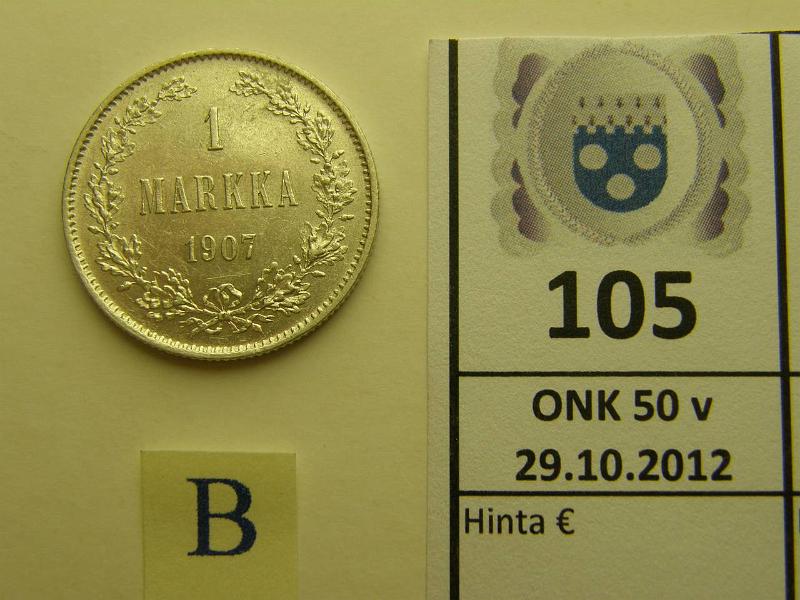 1
MARKKA
1907
B
105
ONK 50 v
29.10.2012
Hinta €